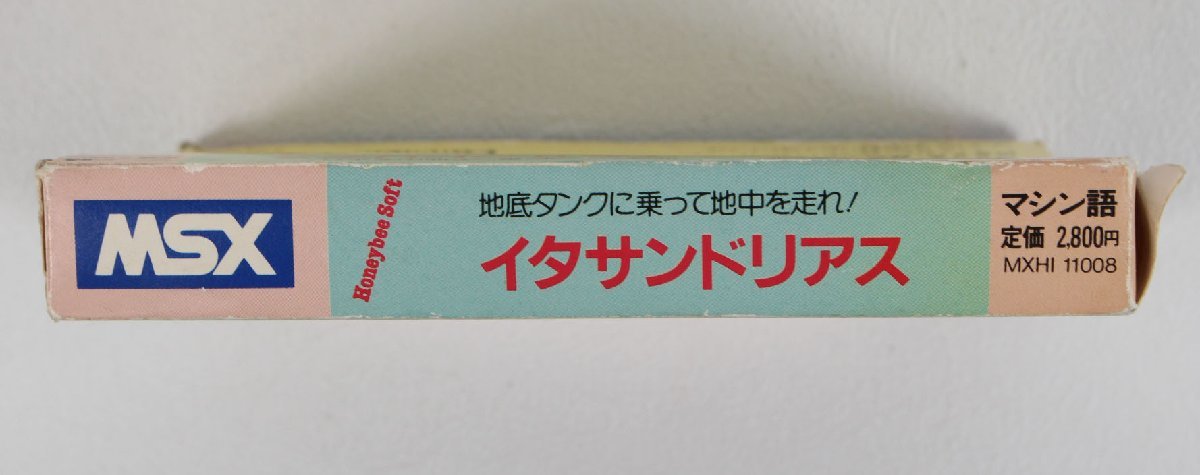 MSX
Honeybee Soft
地底タンクに乗って地中を走れ!
イタサンドリアス
マシン語
定価 2,800円
MXHI 11008